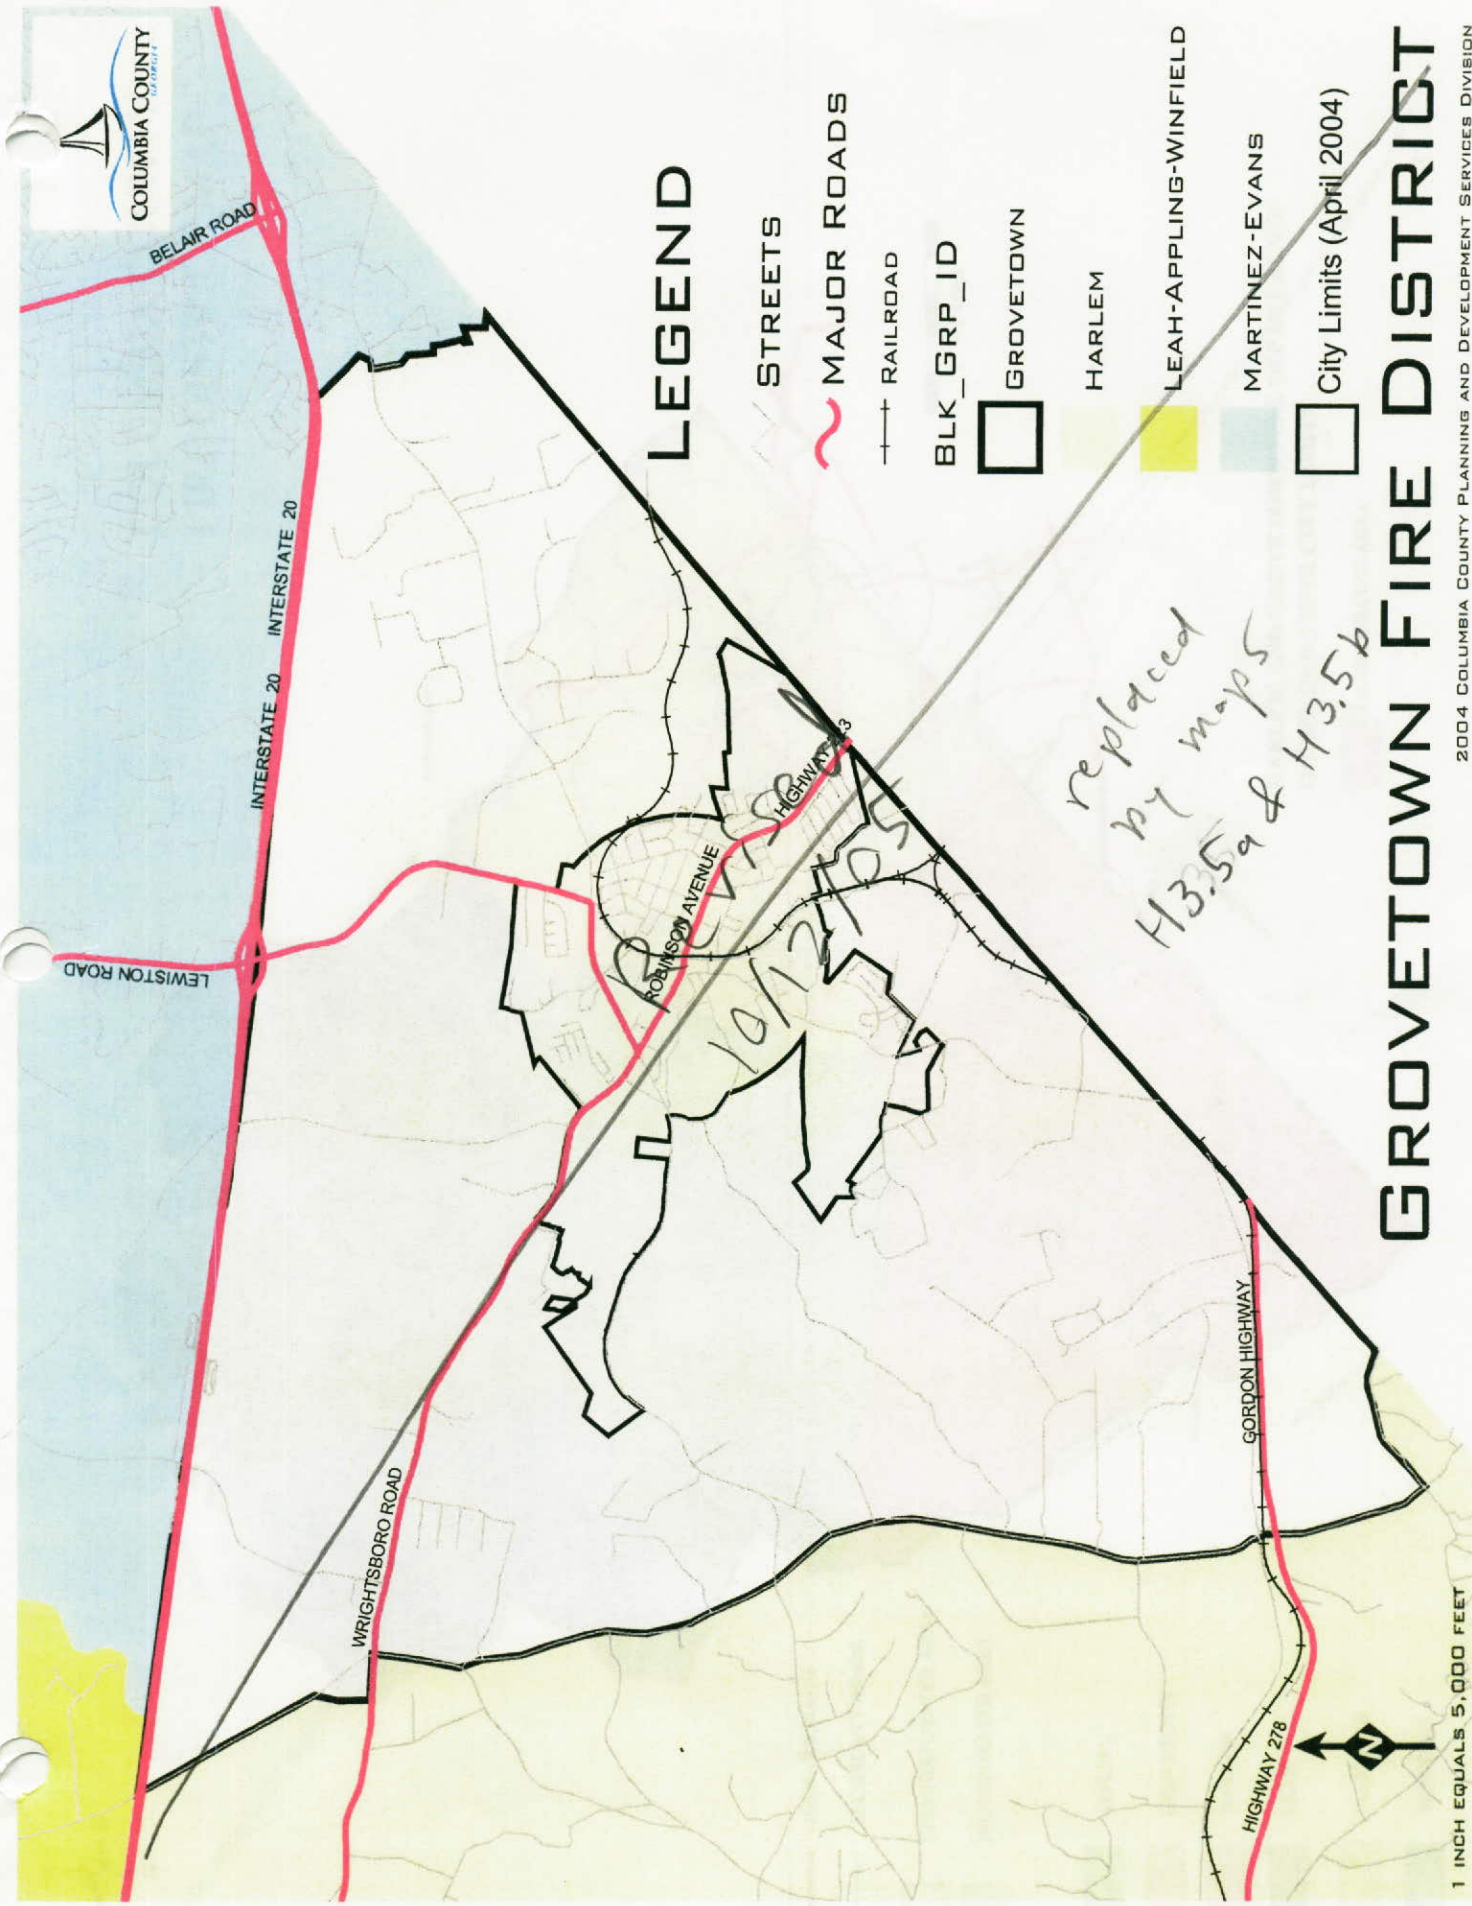 COLUMBIA COUNTY
GEORGIA
BELAIR ROAD
INTERSTATE 20
INTERSTATE 20
LEWISTON ROAD
WRIGHTSBORO ROAD
ROBINSON AVENUE
HIGHWAY
GORDON HIGHWAY
HIGHWAY 278
Revised
10/12/05
LEGEND
STREETS
MAJOR ROADS
RAILROAD
BLK_GRP_ID
GROVETOWN
HARLEM
LEAH-APPLING-WINFIELD
MARTINEZ-EVANS
City Limits (April 2004)
replaced
by maps
H3.5a & H3.5b
N
GROVETOWN FIRE DISTRICT
1 INCH EQUALS 5,000 FEET
2004 COLUMBIA COUNTY PLANNING AND DEVELOPMENT SERVICES DIVISION